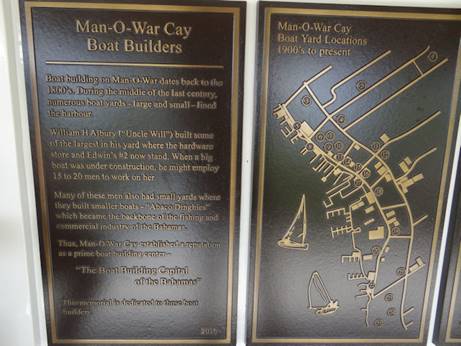 Man-O-War Cay
Boat Builders
Boat building on Man-O-War dates back to the
1800's. During the middle of the last century,
numerous boat yards - large and small - lined
the harbour.
William H Albury ("Uncle Will") built some
of the largest in his yard where the hardware
store and Edwin's #2 now stand. When a big
boat was under construction, he might employ
15 to 20 men to work on her.
Many of these men also had small yards where
they built smaller boats - "Abaco Dinghies"
which became the backbone of the fishing and
commercial industry of the Bahamas.
Thus, Man-O-War Cay established a reputation
as a prime boat building center -
"The Boat Building Capital
of the Bahamas"
This memorial is dedicated to those boat
builders
Man-O-War Cay
Boat Yard Locations
1900's to present